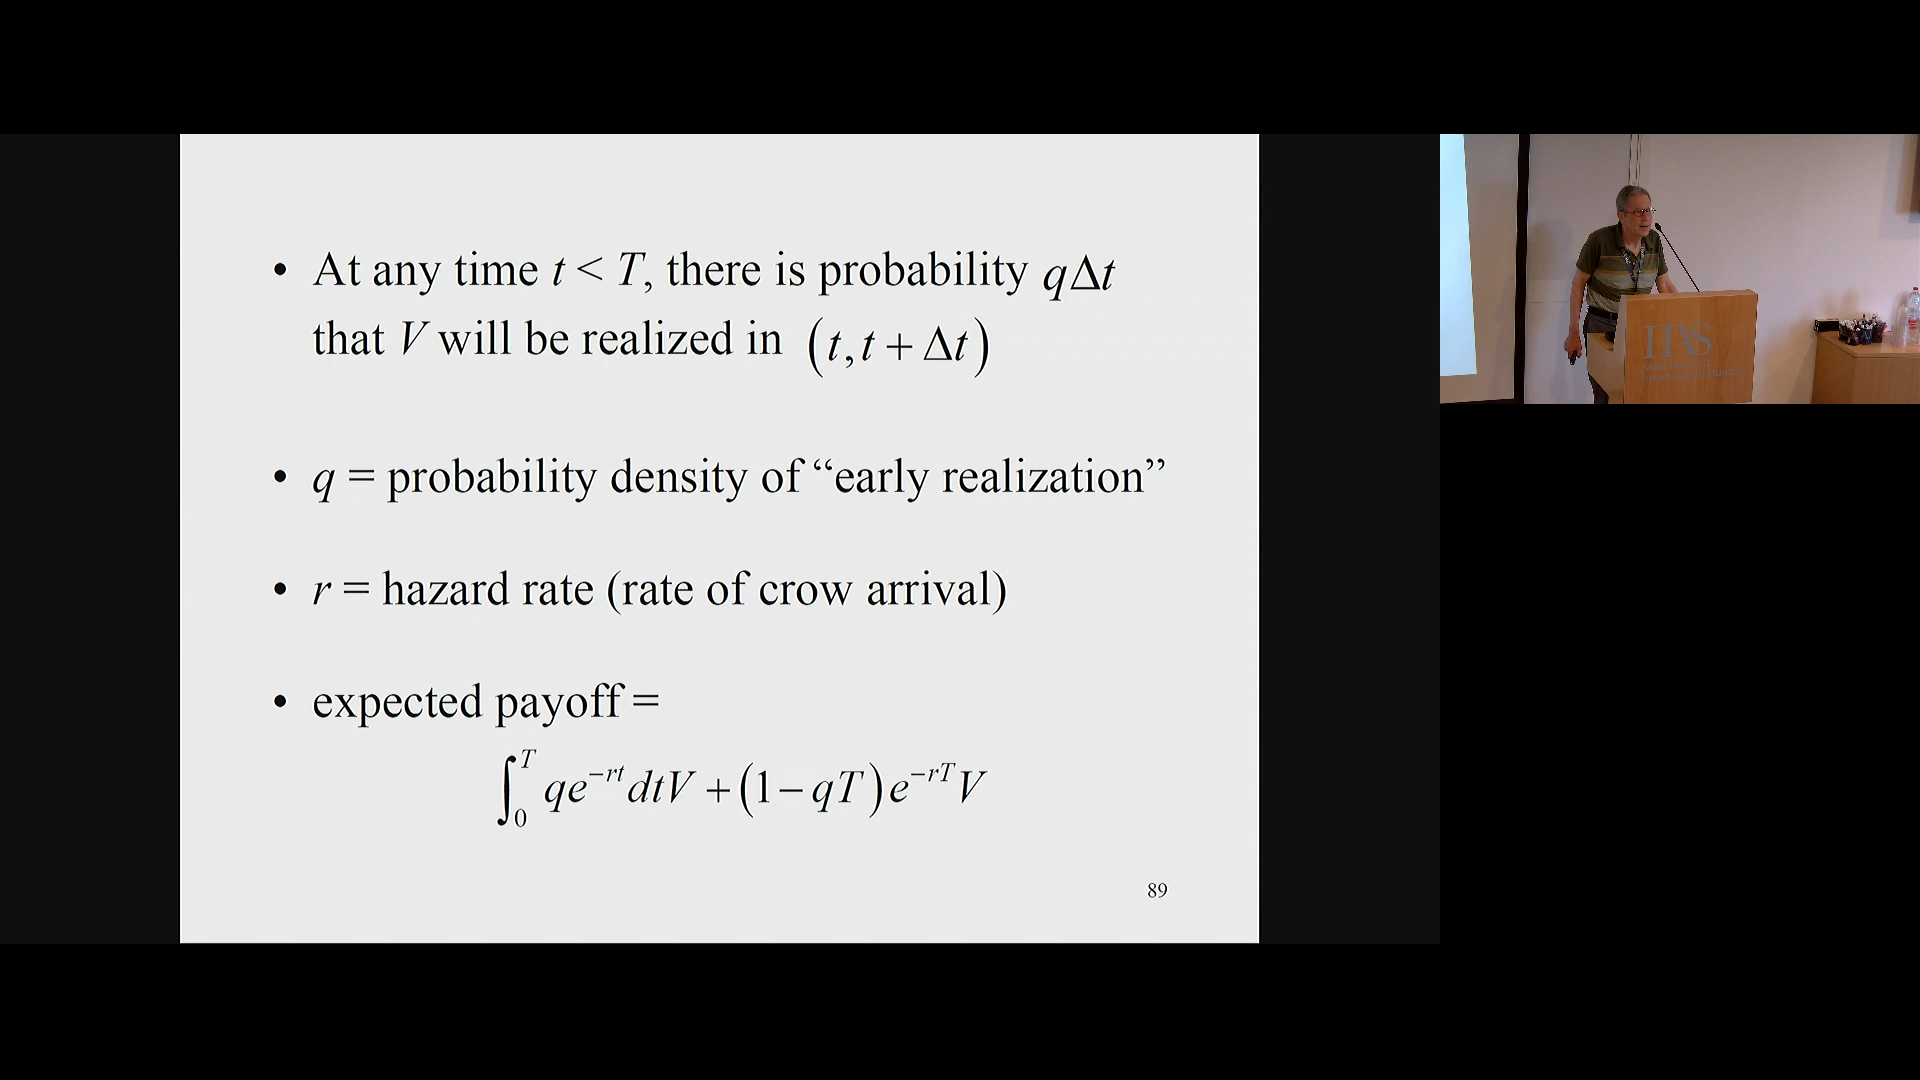 • At any time t < T, there is probability qΔt
that V will be realized in (t, t + Δt)
• q = probability density of “early realization”
• r = hazard rate (rate of crow arrival)
• expected payoff =
∫₀ᵀ qe⁻ʳᵗdtV + (1 − qT)e⁻ʳᵀV
89
IIAS